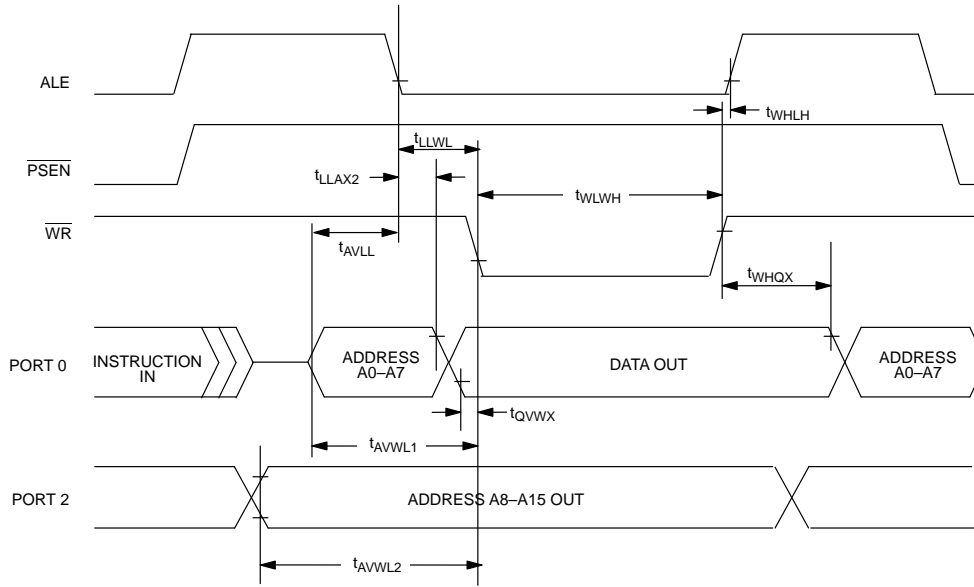 ALE
tWHLH
tLLWL
PSEN
tLLAX2
tWLWH
WR
tAVLL
tWHQX
PORT 0
INSTRUCTION
IN
ADDRESS
A0–A7
DATA OUT
ADDRESS
A0–A7
tQVWX
tAVWL1
PORT 2
ADDRESS A8–A15 OUT
tAVWL2